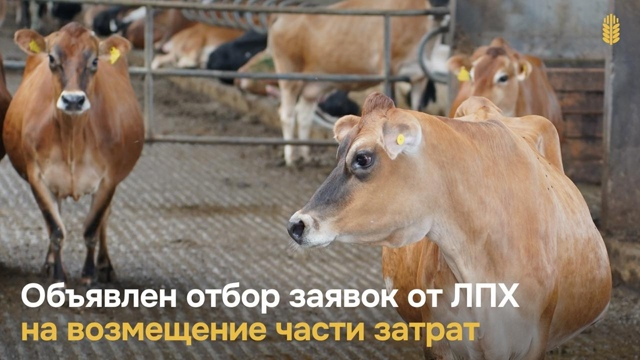 Объявлен отбор заявок от ЛПХ
на возмещение части затрат